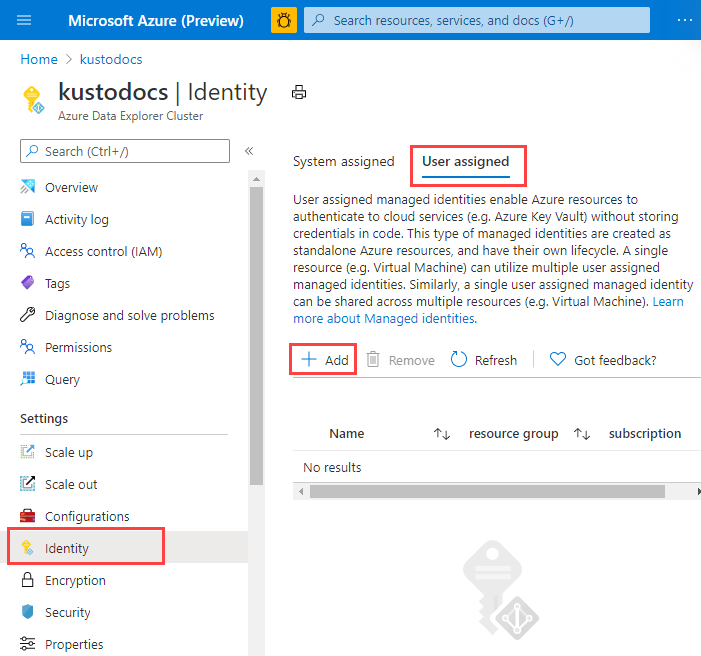 Microsoft Azure (Preview)
Search resources, services, and docs (G+/)
Home > kustodocs
kustodocs | Identity
Azure Data Explorer Cluster
Search (Ctrl+/)
Overview
Activity log
Access control (IAM)
Tags
Diagnose and solve problems
Permissions
Query
Settings
Scale up
Scale out
Configurations
Identity
Encryption
Security
Properties
System assigned
User assigned
User assigned managed identities enable Azure resources to
authenticate to cloud services (e.g. Azure Key Vault) without storing
credentials in code. This type of managed identities are created as
standalone Azure resources, and have their own lifecycle. A single
resource (e.g. Virtual Machine) can utilize multiple user assigned
managed identities. Similarly, a single user assigned managed identity
can be shared across multiple resources (e.g. Virtual Machine). Learn
more about Managed identities.
Add
Remove
Refresh
Got feedback?
Name
resource group
subscription
No results